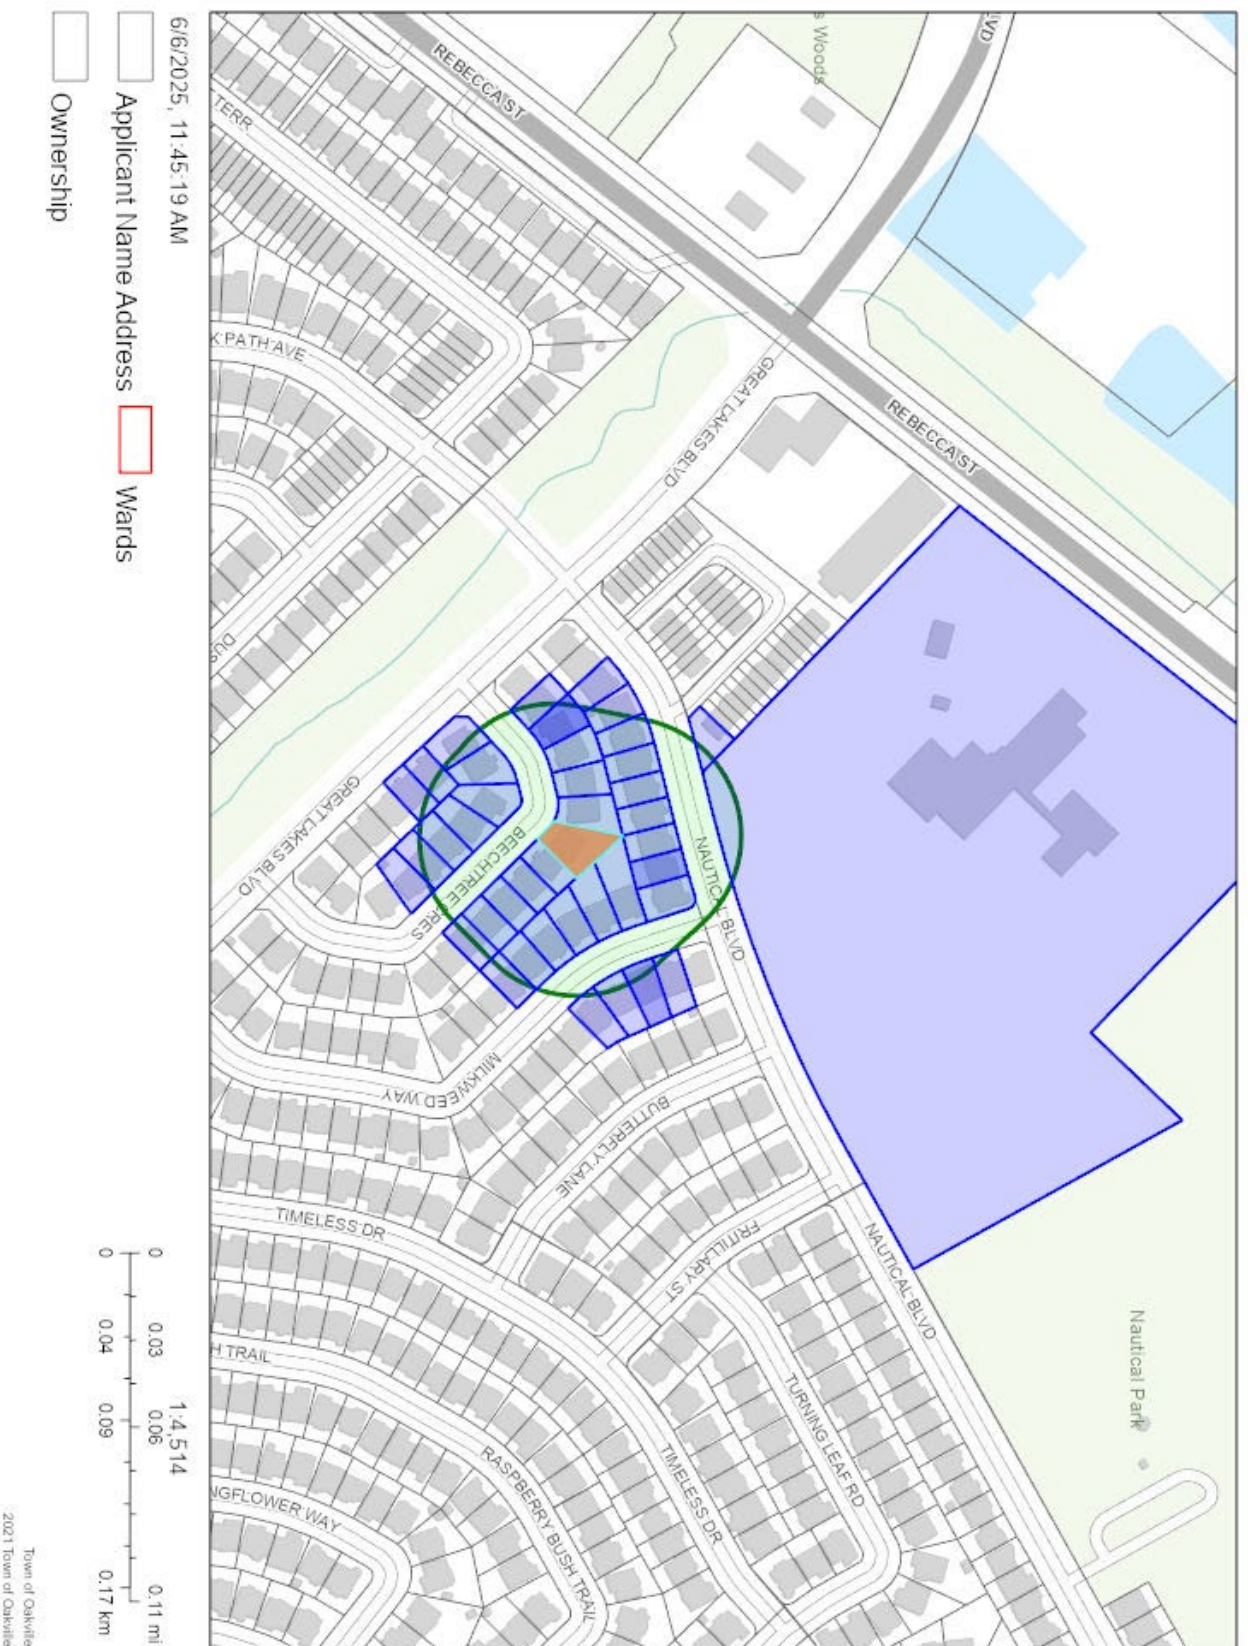 6/6/2025, 11:45:19 AM
Applicant Name Address
Wards
Ownership
1:4,514
0
0.03
0.06
0.11 mi
0
0.04
0.09
0.17 km
Town of Oakville
2021 Town of Oakville
REBECCA ST
s Woods
REBECCA ST
TERR
K PATH AVE
GREAT LAKES BLVD
GREAT LAKES BLVD
BEECHTREE CRES
NAUTICAL BLVD
MILKWEED WAY
BUTTERFLY LANE
TIMELESS DR
FRITILLARY ST
NAUTICAL BLVD
Nautical Park
TURNING LEAF RD
TIMELESS DR
H TRAIL
RASPBERRY BUSH TRAIL
NGFLOWER WAY
DUS
LVD